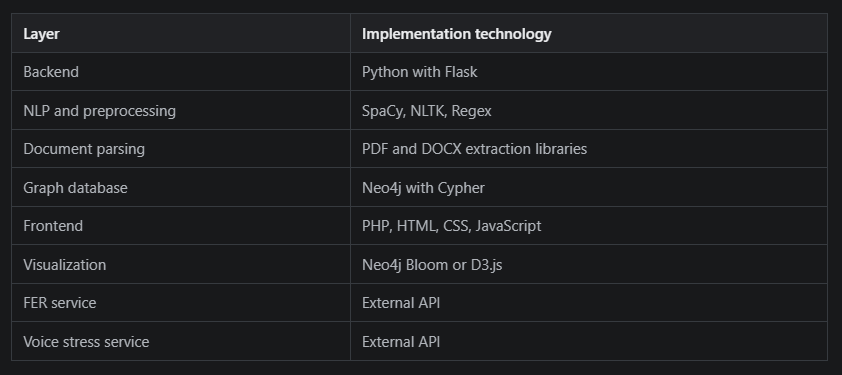 Layer Implementation technology
Backend Python with Flask
NLP and preprocessing SpaCy, NLTK, Regex
Document parsing PDF and DOCX extraction libraries
Graph database Neo4j with Cypher
Frontend PHP, HTML, CSS, JavaScript
Visualization Neo4j Bloom or D3.js
FER service External API
Voice stress service External API